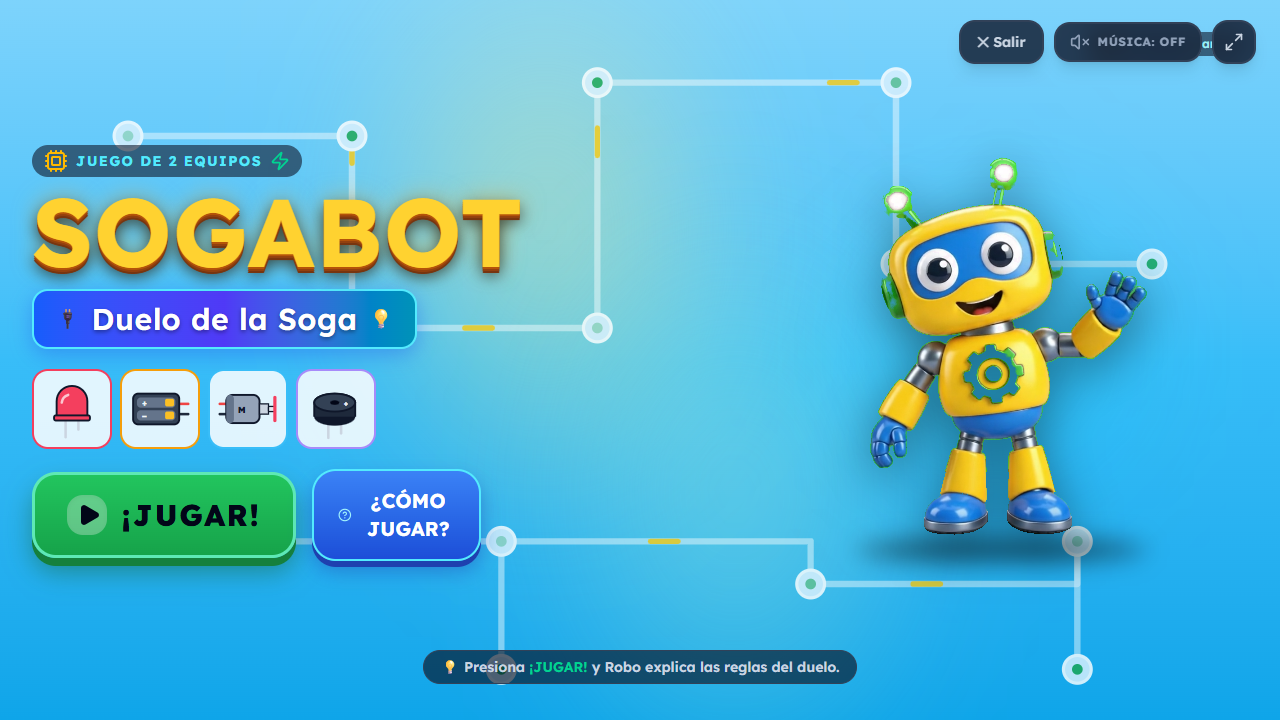 Salir
MÚSICA: OFF
JUEGO DE 2 EQUIPOS
SOGABOT
Duelo de la Soga
M
¡JUGAR!
¿CÓMO
JUGAR?
Presiona ¡JUGAR! y Robo explica las reglas del duelo.